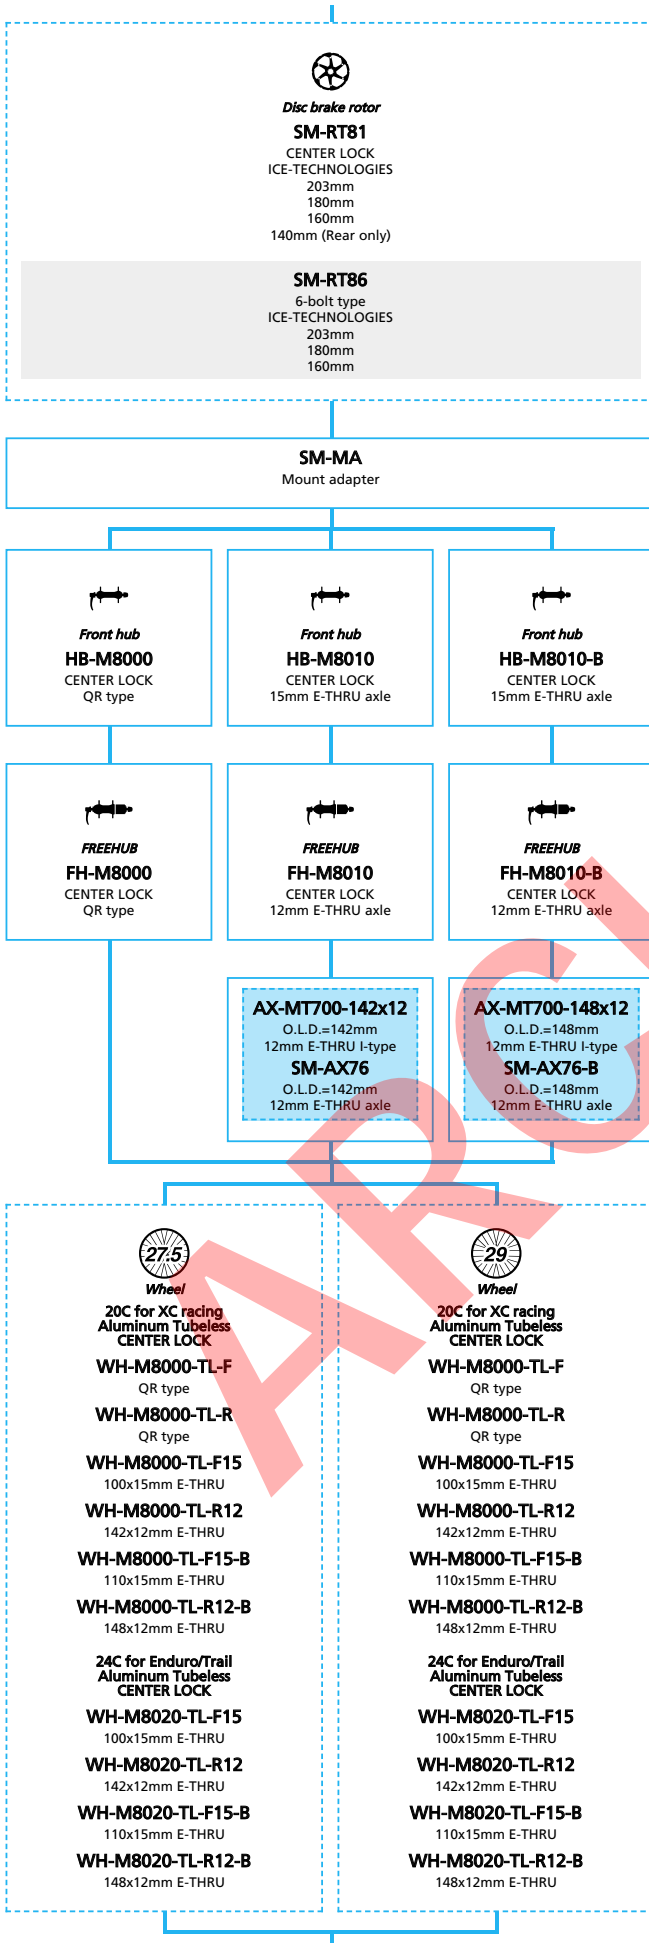 Disc brake rotor
SM-RT81
CENTER LOCK
ICE-TECHNOLOGIES
203mm
180mm
160mm
140mm (Rear only)
SM-RT86
6-bolt type
ICE-TECHNOLOGIES
203mm
180mm
160mm
SM-MA
Mount adapter
Front hub
HB-M8000
CENTER LOCK
QR type
Front hub
HB-M8010
CENTER LOCK
15mm E-THRU axle
Front hub
HB-M8010-B
CENTER LOCK
15mm E-THRU axle
FREEHUB
FH-M8000
CENTER LOCK
QR type
FREEHUB
FH-M8010
CENTER LOCK
12mm E-THRU axle
FREEHUB
FH-M8010-B
CENTER LOCK
12mm E-THRU axle
AX-MT700-142x12
O.L.D.=142mm
12mm E-THRU I-type
SM-AX76
O.L.D.=142mm
12mm E-THRU axle
AX-MT700-148x12
O.L.D.=148mm
12mm E-THRU I-type
SM-AX76-B
O.L.D.=148mm
12mm E-THRU axle
27.5
Wheel
20C for XC racing
Aluminum Tubeless
CENTER LOCK
WH-M8000-TL-F
QR type
WH-M8000-TL-R
QR type
WH-M8000-TL-F15
100x15mm E-THRU
WH-M8000-TL-R12
142x12mm E-THRU
WH-M8000-TL-F15-B
110x15mm E-THRU
WH-M8000-TL-R12-B
148x12mm E-THRU
24C for Enduro/Trail
Aluminum Tubeless
CENTER LOCK
WH-M8020-TL-F15
100x15mm E-THRU
WH-M8020-TL-R12
142x12mm E-THRU
WH-M8020-TL-F15-B
110x15mm E-THRU
WH-M8020-TL-R12-B
148x12mm E-THRU
29
Wheel
20C for XC racing
Aluminum Tubeless
CENTER LOCK
WH-M8000-TL-F
QR type
WH-M8000-TL-R
QR type
WH-M8000-TL-F15
100x15mm E-THRU
WH-M8000-TL-R12
142x12mm E-THRU
WH-M8000-TL-F15-B
110x15mm E-THRU
WH-M8000-TL-R12-B
148x12mm E-THRU
24C for Enduro/Trail
Aluminum Tubeless
CENTER LOCK
WH-M8020-TL-F15
100x15mm E-THRU
WH-M8020-TL-R12
142x12mm E-THRU
WH-M8020-TL-F15-B
110x15mm E-THRU
WH-M8020-TL-R12-B
148x12mm E-THRU